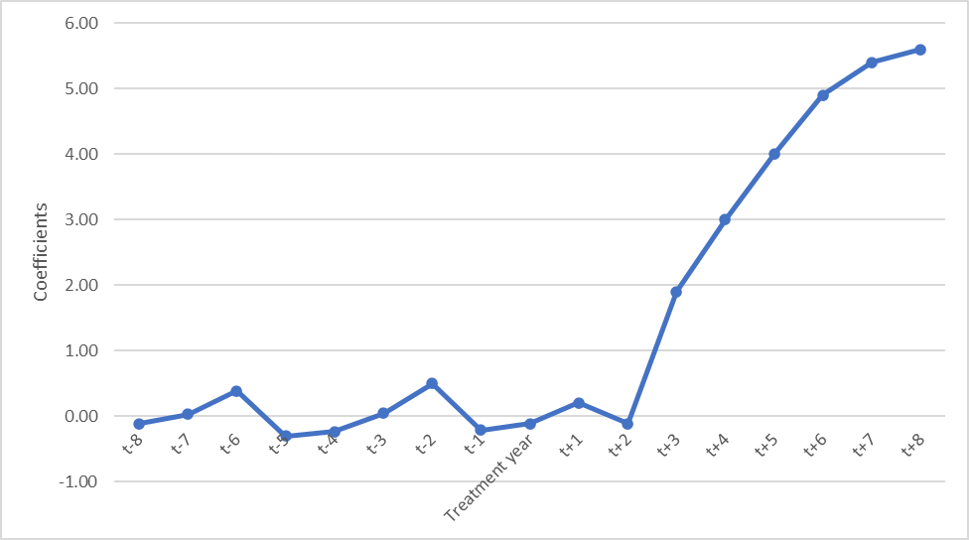 6.00
5.00
4.00
3.00
2.00
1.00
0.00
-1.00
Coefficients
t-8
t-7
t-6
t-5
t-4
t-3
t-2
t-1
Treatment year
t+1
t+2
t+3
t+4
t+5
t+6
t+7
t+8